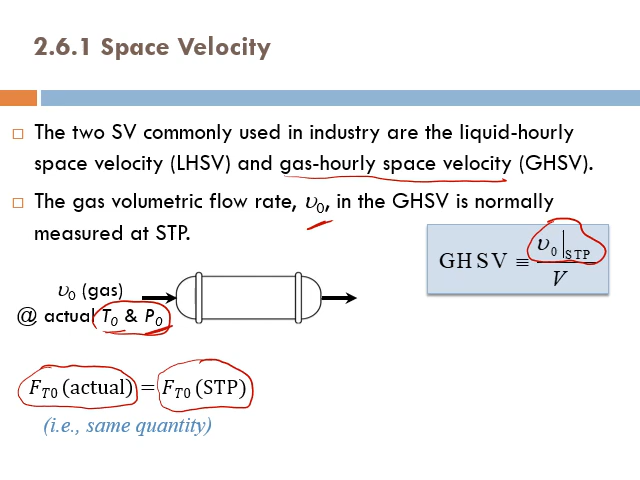 2.6.1 Space Velocity
The two SV commonly used in industry are the liquid-hourly
space velocity (LHSV) and gas-hourly space velocity (GHSV).
The gas volumetric flow rate, υ₀, in the GHSV is normally
measured at STP.
GHSV ≡ υ₀|STP / V
υ₀ (gas)
@ actual T₀ & P₀
F_T0 (actual) = F_T0 (STP)
(i.e., same quantity)